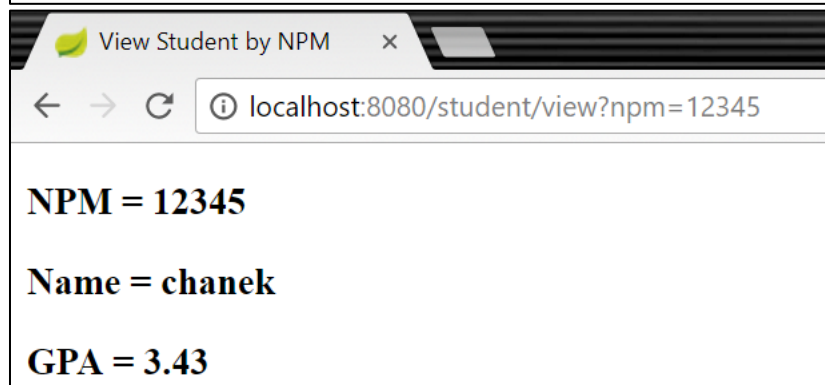 View Student by NPM
localhost:8080/student/view?npm=12345
NPM = 12345
Name = chanek
GPA = 3.43